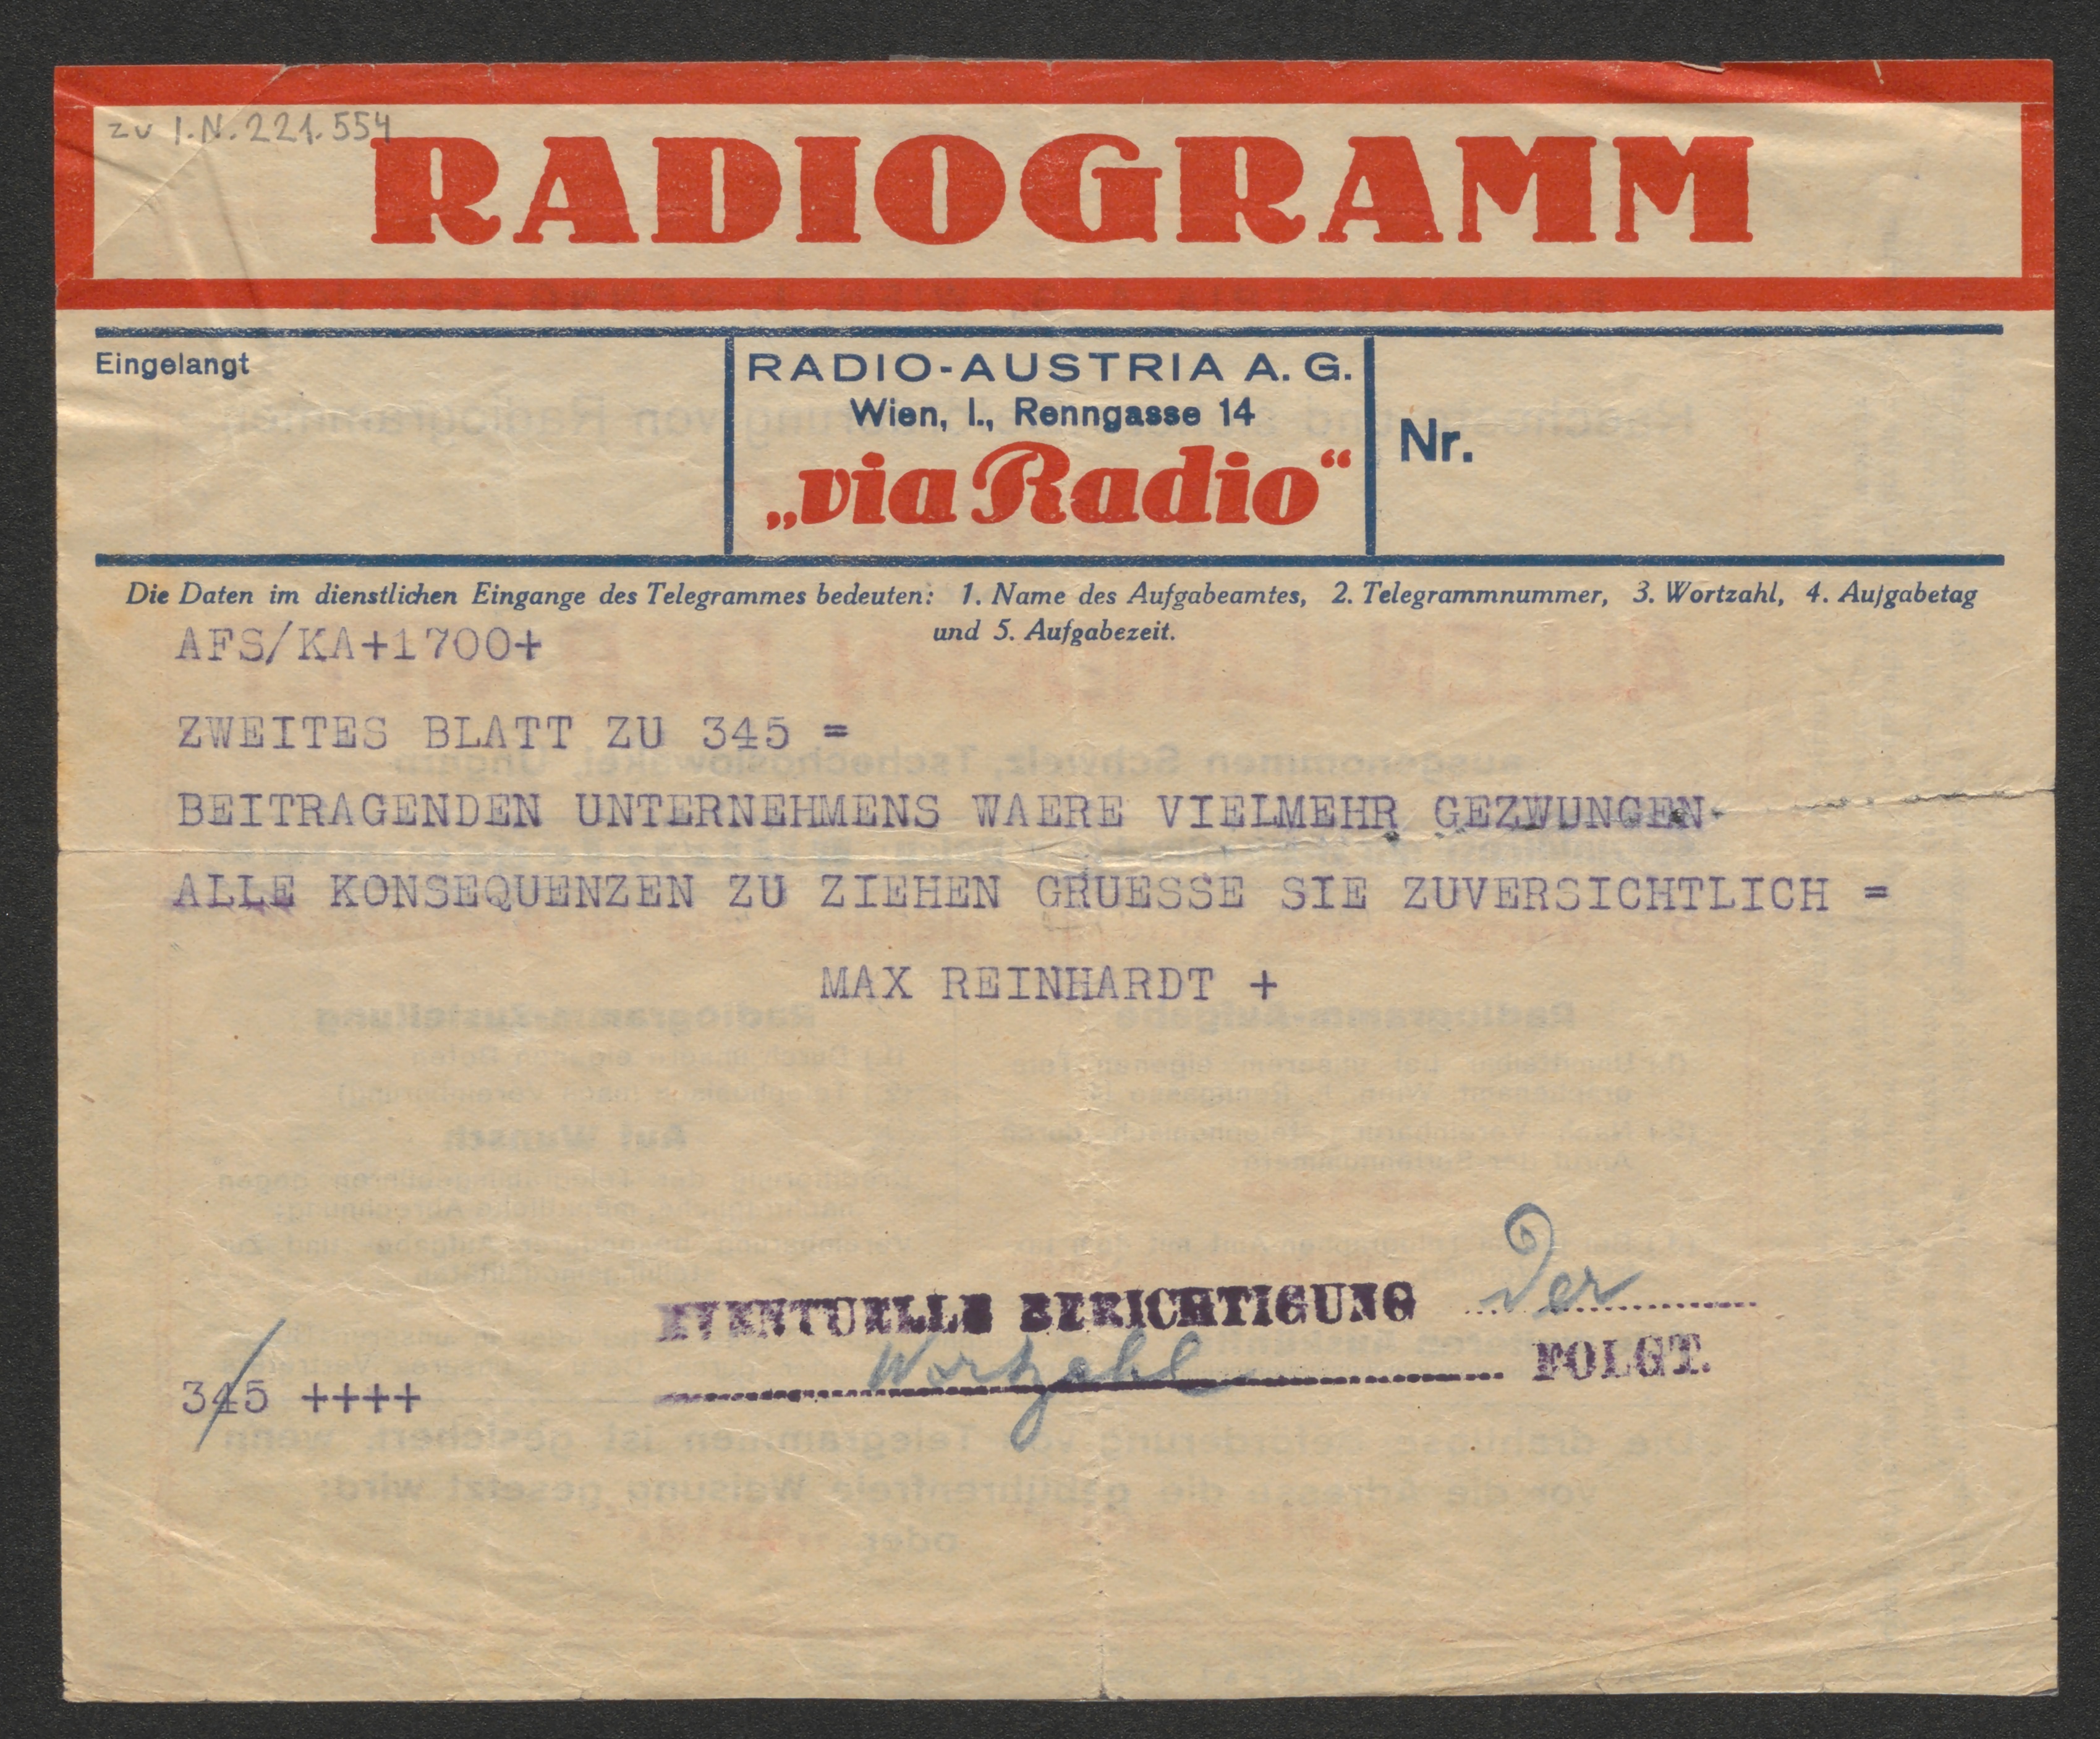 zu I.N. 221.554
RADIOGRAMM
Eingelangt
RADIO-AUSTRIA A. G.
Wien, I., Renngasse 14
„via Radio“
Nr.
Die Daten im dienstlichen Eingange des Telegrammes bedeuten: 1. Name des Aufgabeamtes, 2. Telegrammnummer, 3. Wortzahl, 4. Aufgabetag
und 5. Aufgabezeit.
AFS/KA+1700+
ZWEITES BLATT ZU 345 =
BEITRAGENDEN UNTERNEHMENS WAERE VIELMEHR GEZWUNGEN
ALLE KONSEQUENZEN ZU ZIEHEN GRUESSE SIE ZUVERSICHTLICH =
MAX REINHARDT +
EVENTUELLE BERICHTIGUNG Der
Wortzahl FOLGT.
345 ++++